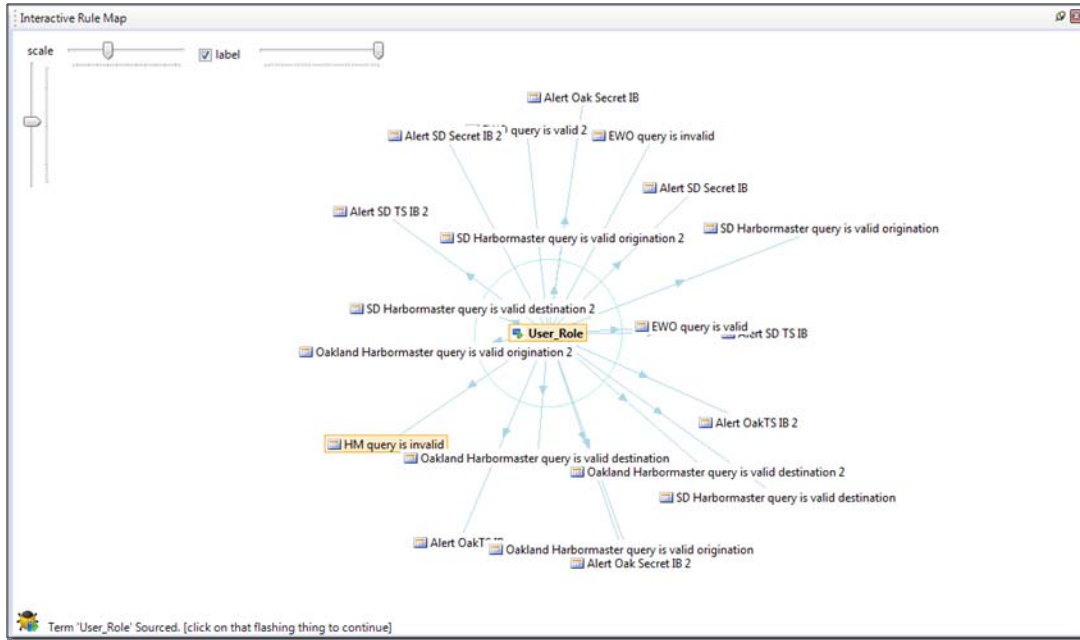 Interactive Rule Map
scale
label
Alert Oak Secret IB
Alert SD Secret IB 2
query is valid 2
EWO query is invalid
Alert SD Secret IB
Alert SD TS IB 2
SD Harbormaster query is valid origination
SD Harbormaster query is valid origination 2
SD Harbormaster query is valid destination 2
EWO query is valid
SD TS IB
User_Role
Oakland Harbormaster query is valid origination 2
Alert OakTS IB 2
HM query is invalid
Oakland Harbormaster query is valid destination
Oakland Harbormaster query is valid destination 2
SD Harbormaster query is valid destination
Alert
Oakland Harbormaster query is valid origination
Alert Oak Secret IB 2
Term 'User_Role' Sourced. [click on that flashing thing to continue]